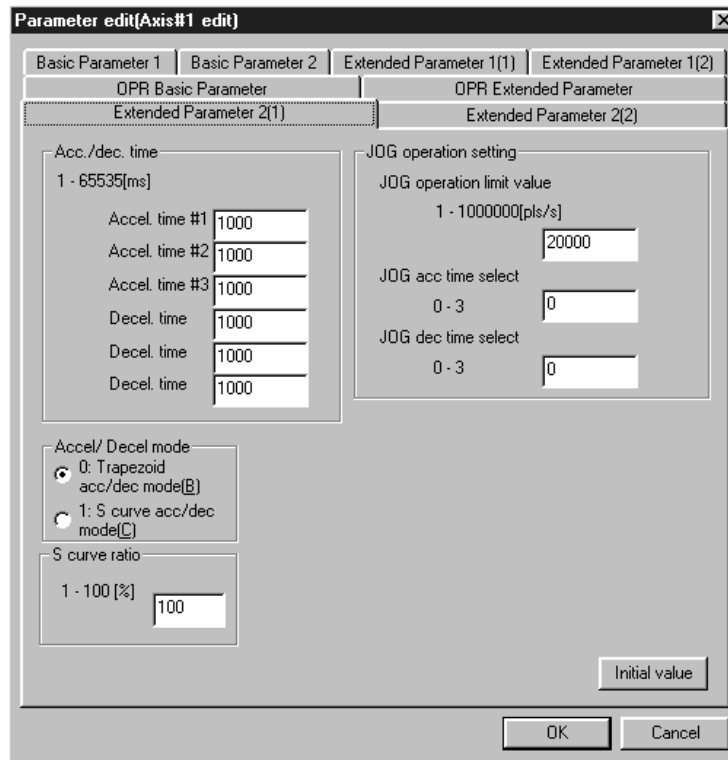 Parameter edit(Axis#1 edit)
Basic Parameter 1
Basic Parameter 2
Extended Parameter 1(1)
Extended Parameter 1(2)
OPR Basic Parameter
OPR Extended Parameter
Extended Parameter 2(1)
Extended Parameter 2(2)
Acc./dec. time
1 - 65535[ms]
Accel. time #1 1000
Accel. time #2 1000
Accel. time #3 1000
Decel. time 1000
Decel. time 1000
Decel. time 1000
JOG operation setting
JOG operation limit value
1 - 1000000[pls/s]
20000
JOG acc time select
0 - 3 0
JOG dec time select
0 - 3 0
Accel/ Decel mode
0: Trapezoid
acc/dec mode(B)
1: S curve acc/dec
mode(C)
S curve ratio
1 - 100 [%]
100
Initial value
OK
Cancel